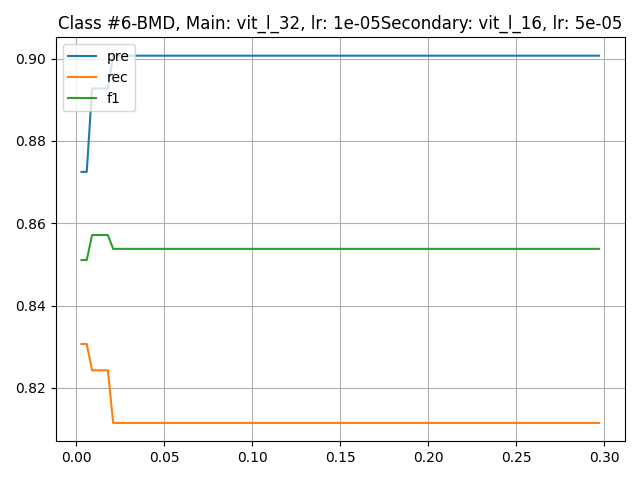 Class #6-BMD, Main: vit_l_32, lr: 1e-05Secondary: vit_l_16, lr: 5e-05
pre
rec
f1
0.90
0.88
0.86
0.84
0.82
0.00 0.05 0.10 0.15 0.20 0.25 0.30